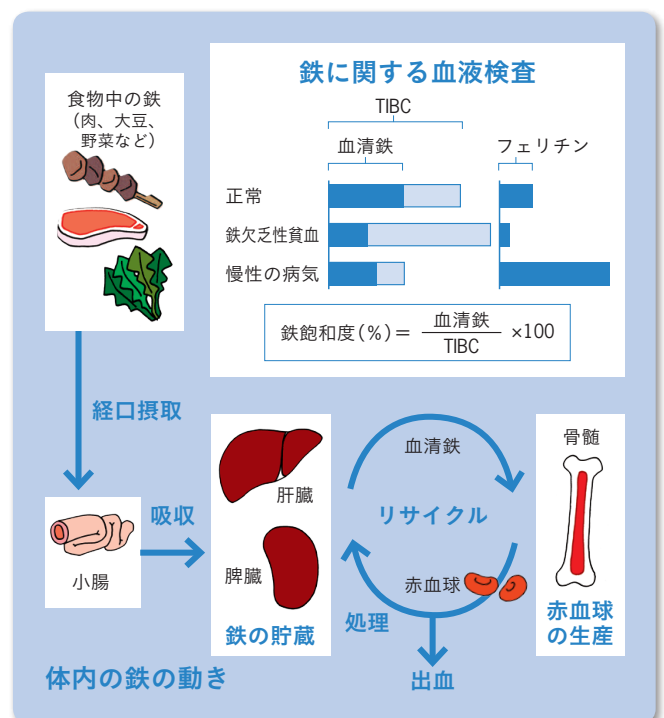 鉄に関する血液検査
食物中の鉄
(肉、大豆、
野菜など)
TIBC
血清鉄
フェリチン
正常
鉄欠乏性貧血
慢性の病気
鉄飽和度(%)= 血清鉄
TIBC
×100
経口摂取
小腸
吸収
肝臓
脾臓
鉄の貯蔵
血清鉄
リサイクル
赤血球
処理
出血
骨髄
赤血球
の生産
体内の鉄の動き